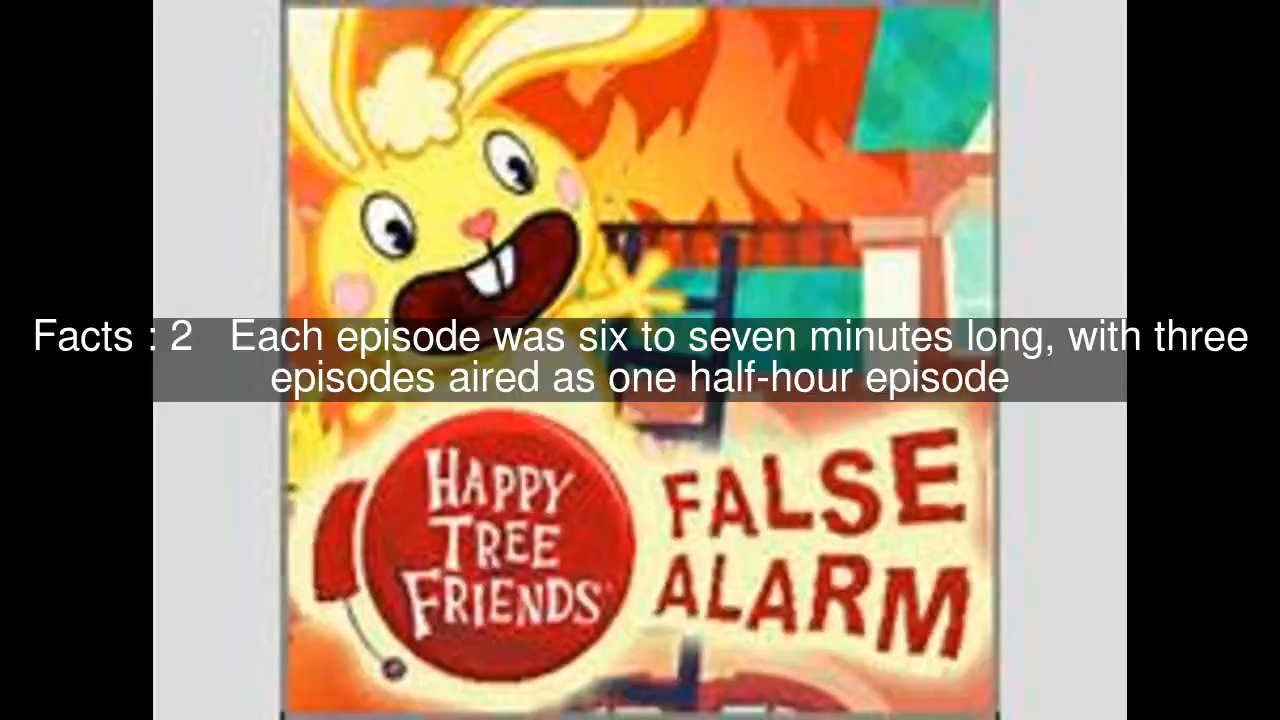 Facts : 2   Each episode was six to seven minutes long, with three
episodes aired as one half-hour episode
HAPPY
TREE
FRIENDS
FALSE
ALARM